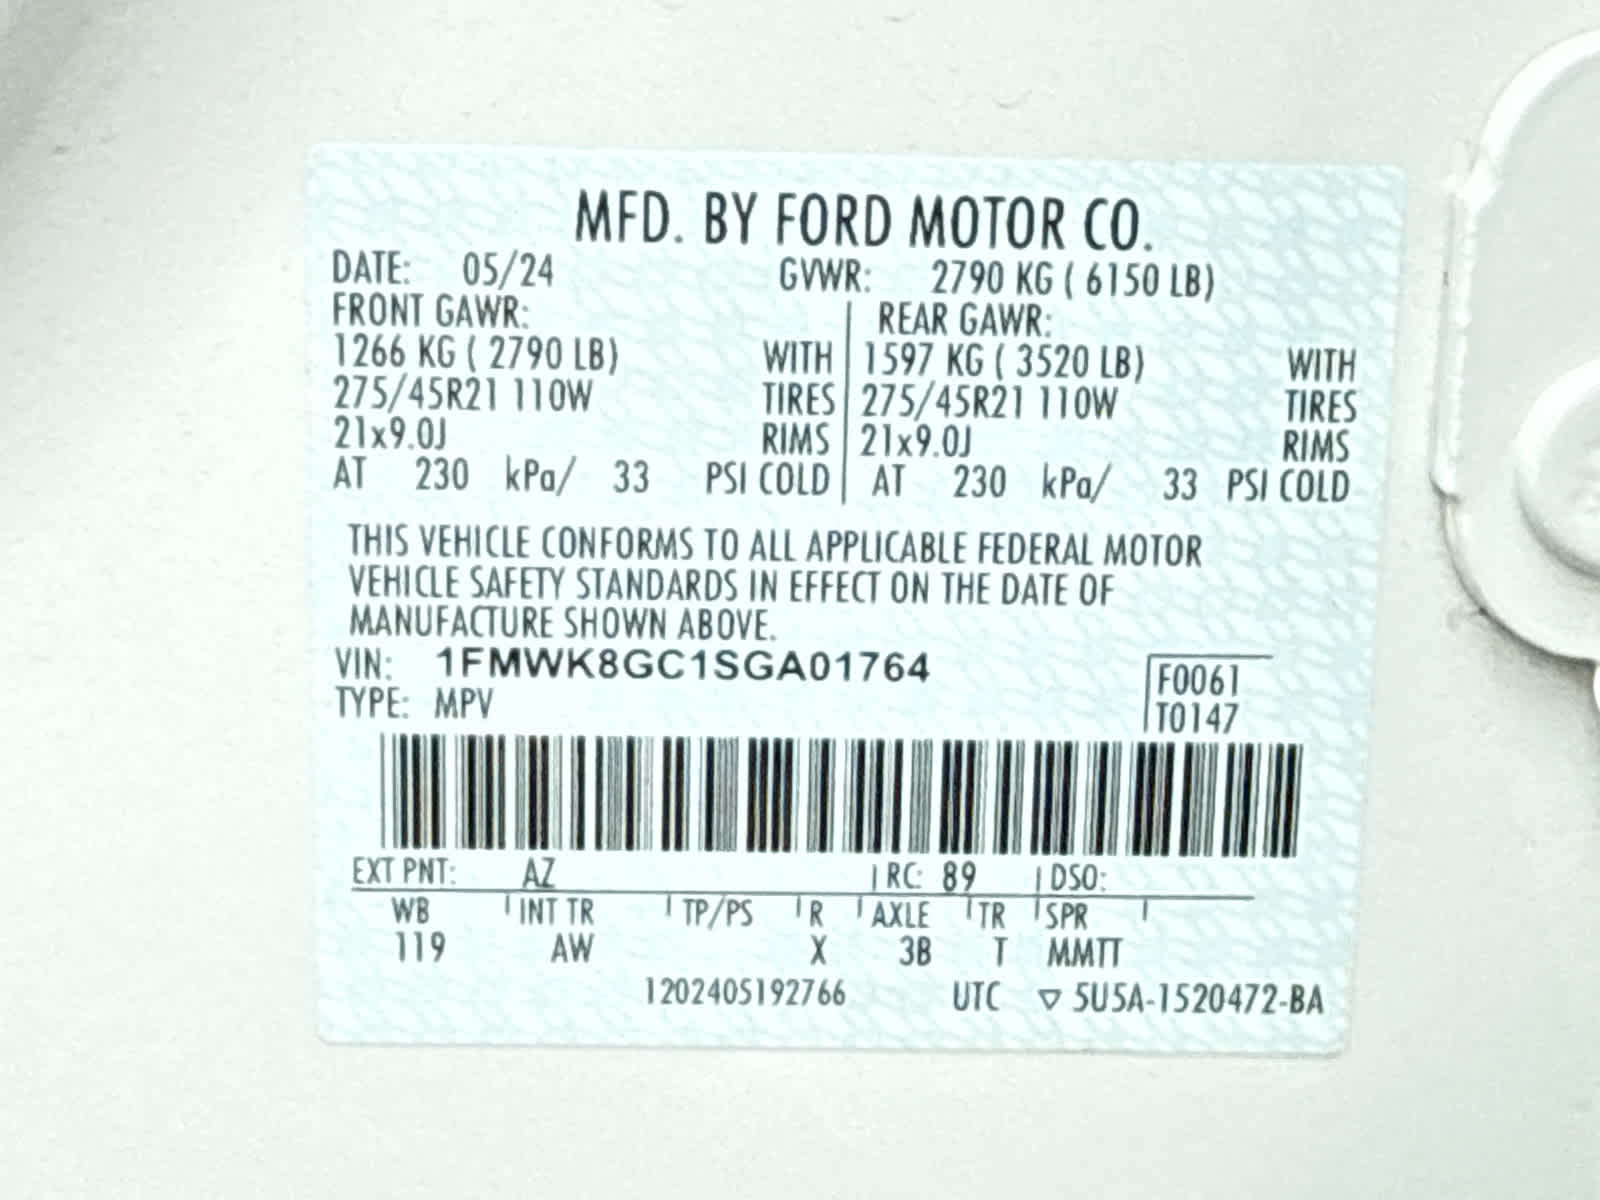 MFD. BY FORD MOTOR CO.
DATE: 05/24 GVWR: 2790 KG ( 6150 LB)
FRONT GAWR: REAR GAWR:
1266 KG ( 2790 LB) WITH 1597 KG ( 3520 LB) WITH
275/45R21 110W TIRES 275/45R21 110W TIRES
21x9.0J RIMS 21x9.0J RIMS
AT 230 kPa/ 33 PSI COLD AT 230 kPa/ 33 PSI COLD
THIS VEHICLE CONFORMS TO ALL APPLICABLE FEDERAL MOTOR
VEHICLE SAFETY STANDARDS IN EFFECT ON THE DATE OF
MANUFACTURE SHOWN ABOVE.
VIN: 1FMWK8GC1SGA01764 F0061
TYPE: MPV T0147
EXT PNT: AZ RC: 89 DSO:
WB INT TR TP/PS R AXLE TR SPR
119 AW X 3B T MMTT
1202405192766 UTC ▽ 5U5A-1520472-BA